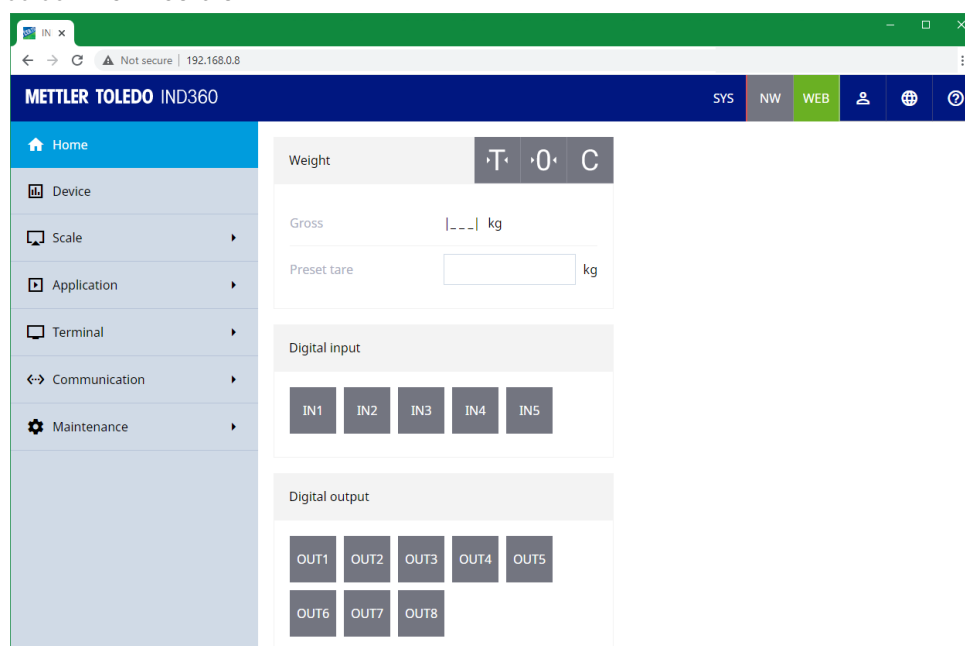 IN
Not secure | 192.168.0.8
METTLER TOLEDO IND360 SYS NW WEB
Home
Device
Scale
Application
Terminal
Communication
Maintenance
Weight T 0 C
Gross |___| kg
Preset tare kg
Digital input
IN1 IN2 IN3 IN4 IN5
Digital output
OUT1 OUT2 OUT3 OUT4 OUT5
OUT6 OUT7 OUT8